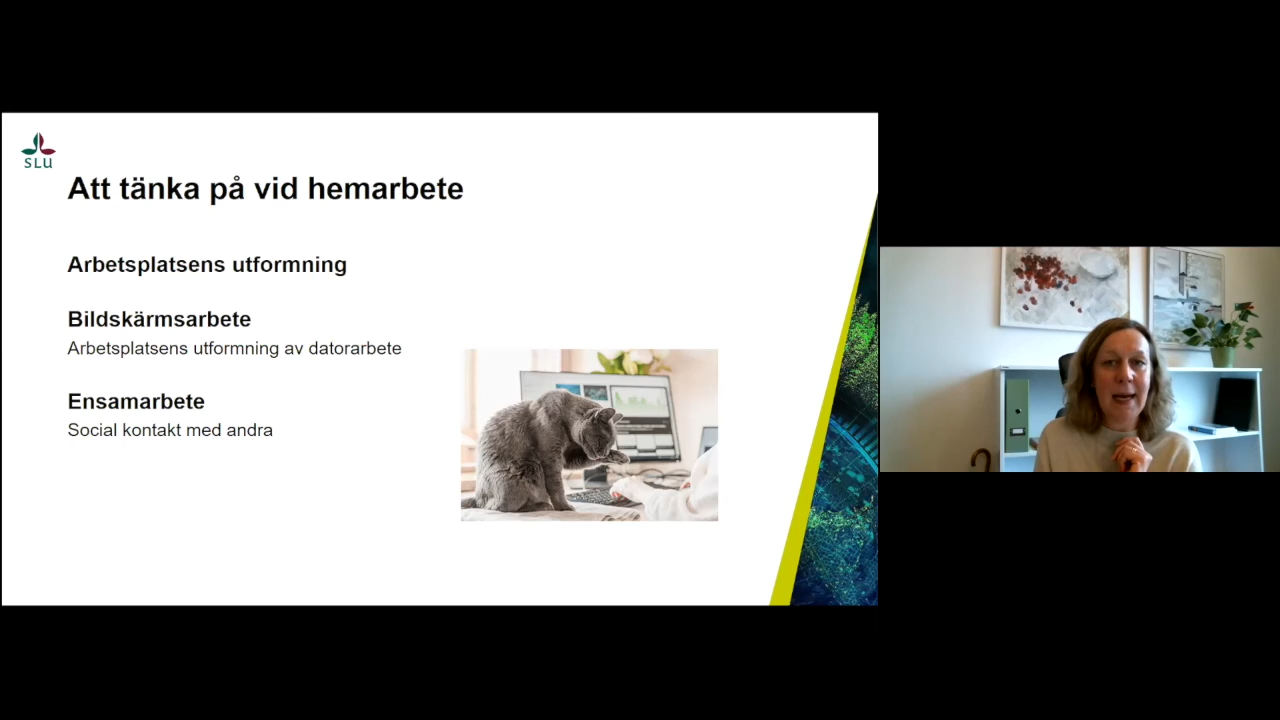 SLU
Att tänka på vid hemarbete
Arbetsplatsens utformning
Bildskärmsarbete
Arbetsplatsens utformning av datorarbete
Ensamarbete
Social kontakt med andra